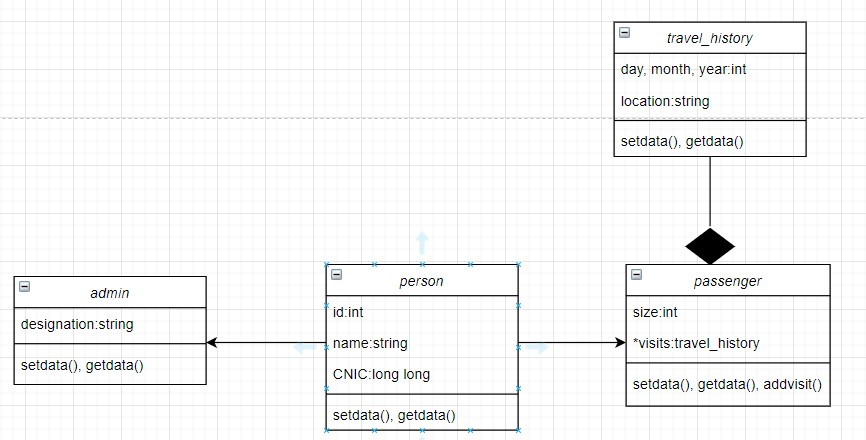 travel_history
day, month, year:int
location:string
setdata(), getdata()
admin
designation:string
setdata(), getdata()
person
id:int
name:string
CNIC:long long
setdata(), getdata()
passenger
size:int
*visits:travel_history
setdata(), getdata(), addvisit()